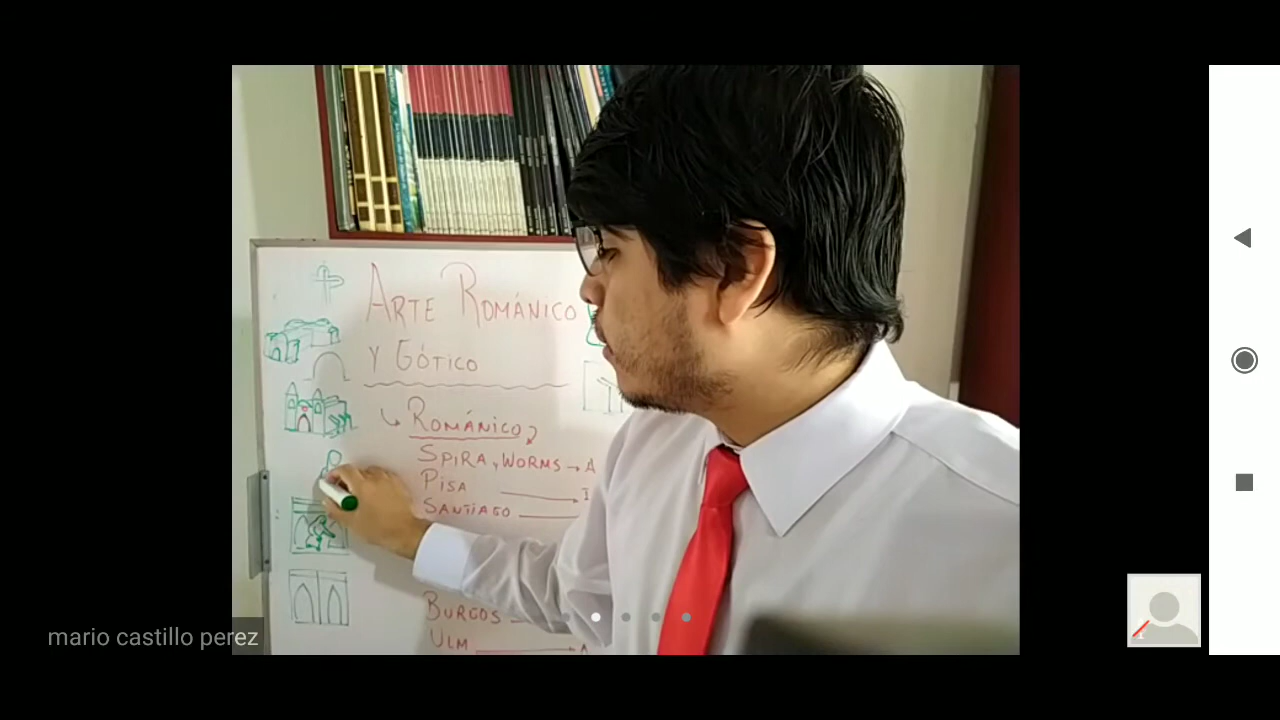 ARTE ROMÁNICO
Y GÓTICO
ROMÁNICO
SPIRA, WORMS → A
PISA → I
SANTIAGO
BURGOS
ULM → A
mario castillo perez